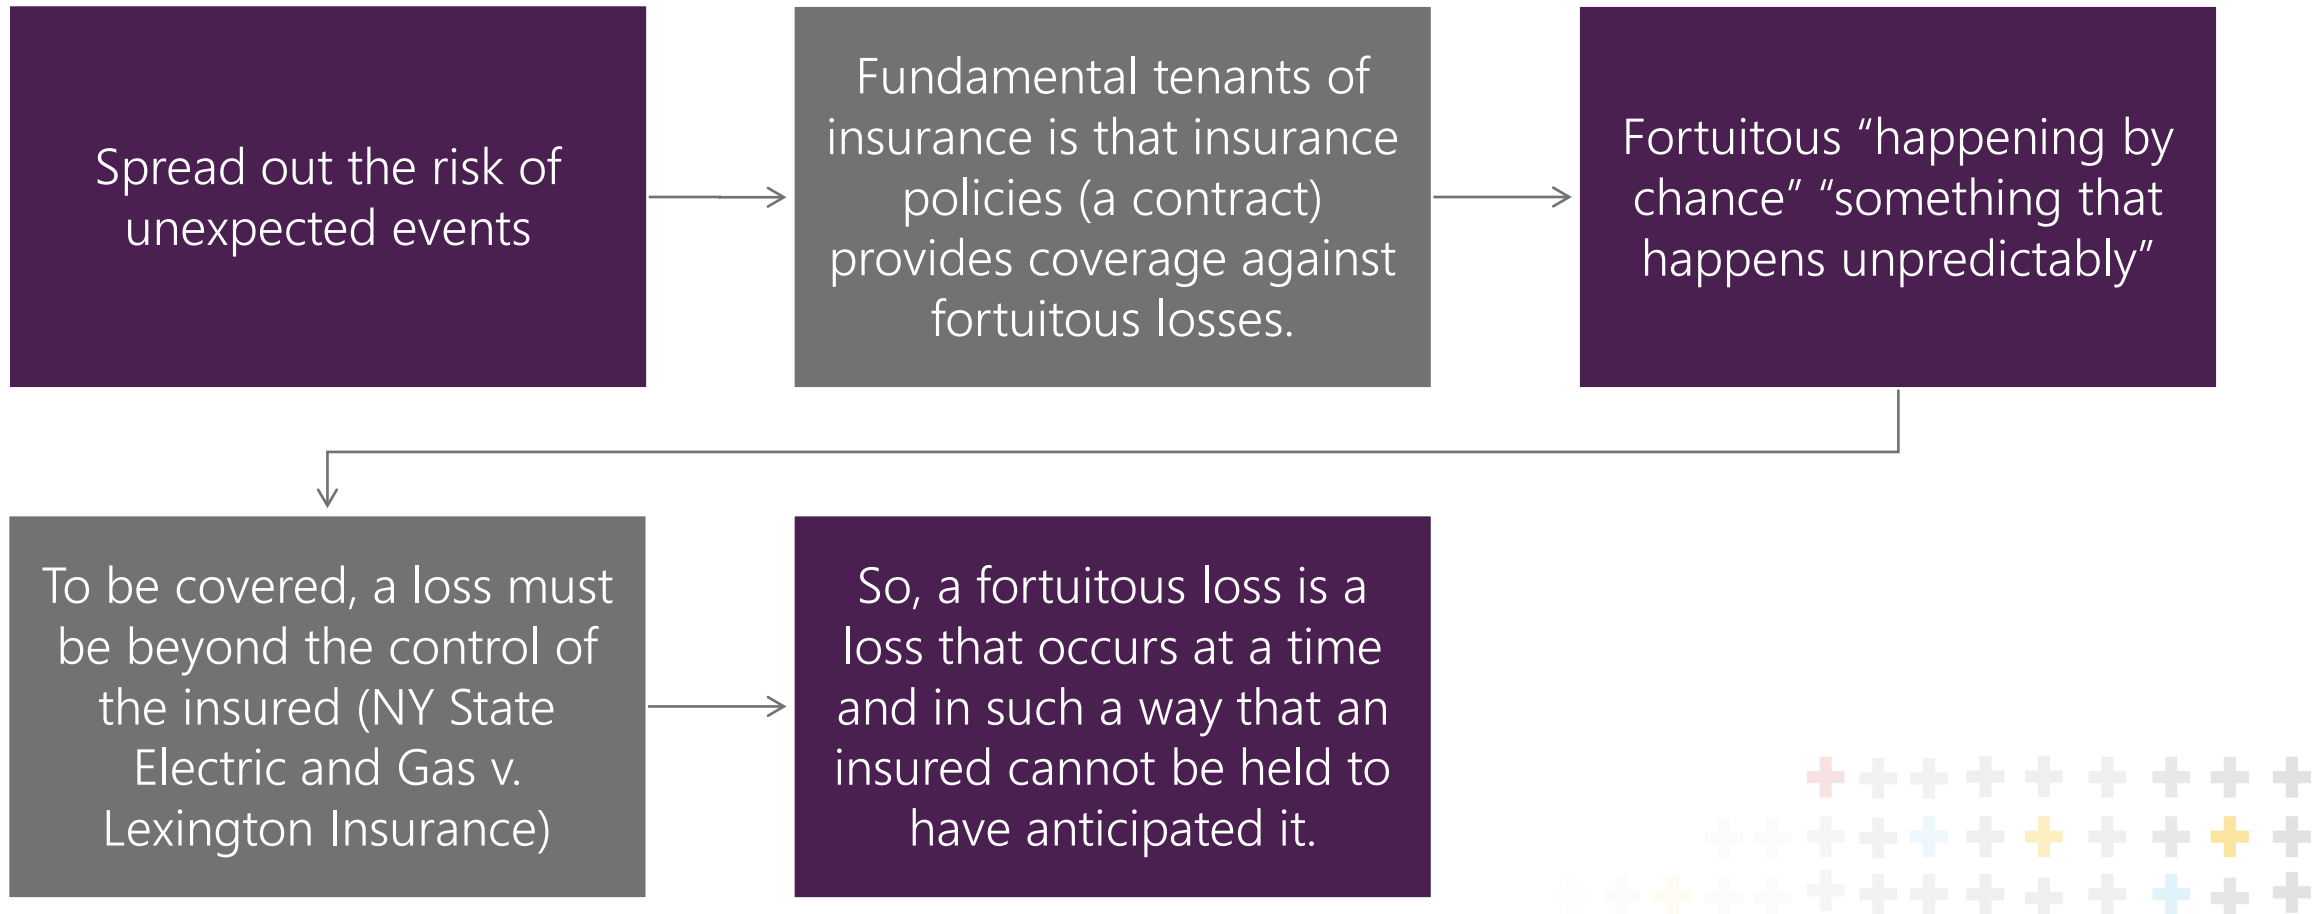 Spread out the risk of
unexpected events
Fundamental tenants of
insurance is that insurance
policies (a contract)
provides coverage against
fortuitous losses.
Fortuitous “happening by
chance” “something that
happens unpredictably”
To be covered, a loss must
be beyond the control of
the insured (NY State
Electric and Gas v.
Lexington Insurance)
So, a fortuitous loss is a
loss that occurs at a time
and in such a way that an
insured cannot be held to
have anticipated it.